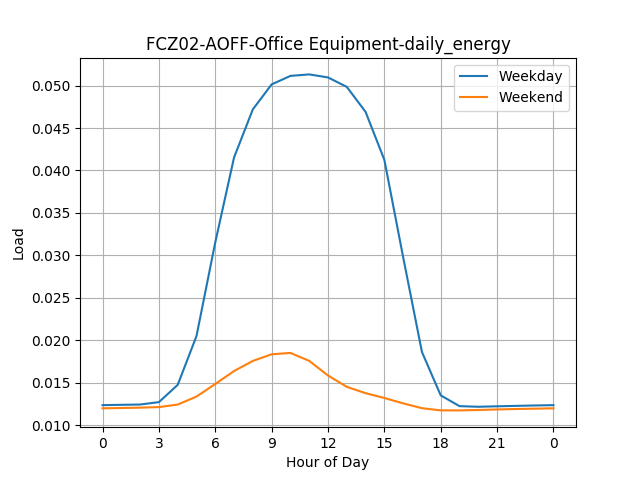 FCZ02-AOFF-Office Equipment-daily_energy
Weekday
Weekend
0.050
0.045
0.040
0.035
0.030
0.025
0.020
0.015
0.010
Load
0 3 6 9 12 15 18 21 0
Hour of Day